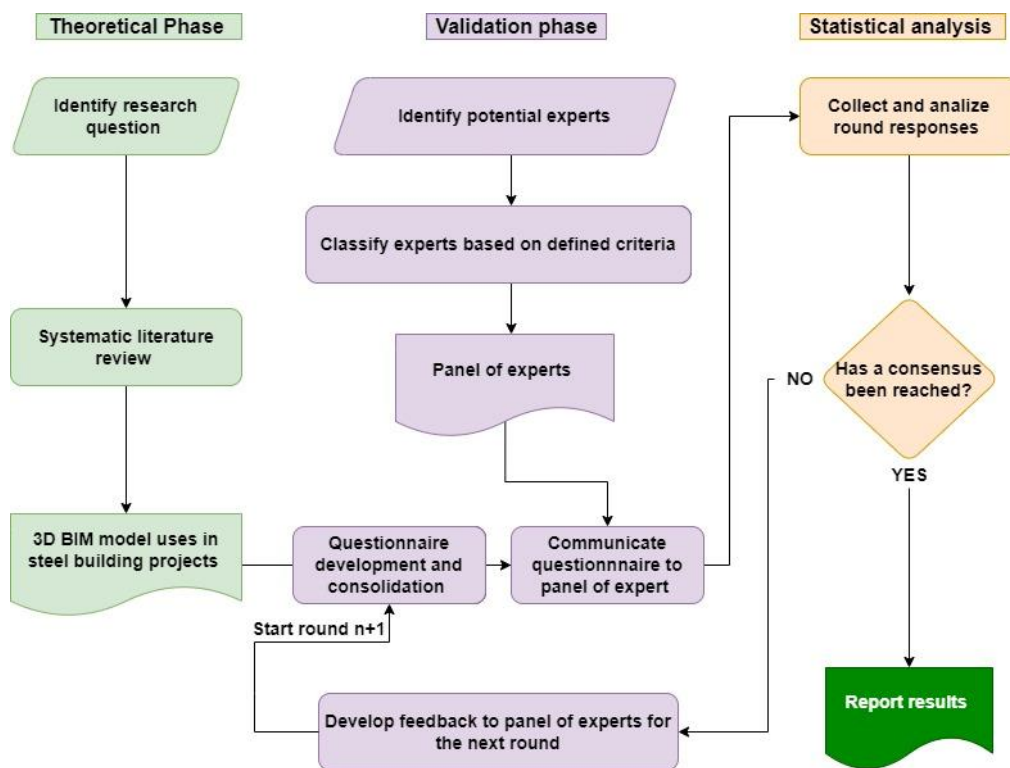 Theoretical Phase
Validation phase
Statistical analysis
Identify research
question
Identify potential experts
Collect and analize
round responses
Classify experts based on defined criteria
Systematic literature
review
Panel of experts
Has a consensus
been reached?
NO
YES
3D BIM model uses in
steel building projects
Questionnaire
development and
consolidation
Communicate
questionnnaire to
panel of expert
Start round n+1
Develop feedback to panel of experts for
the next round
Report results